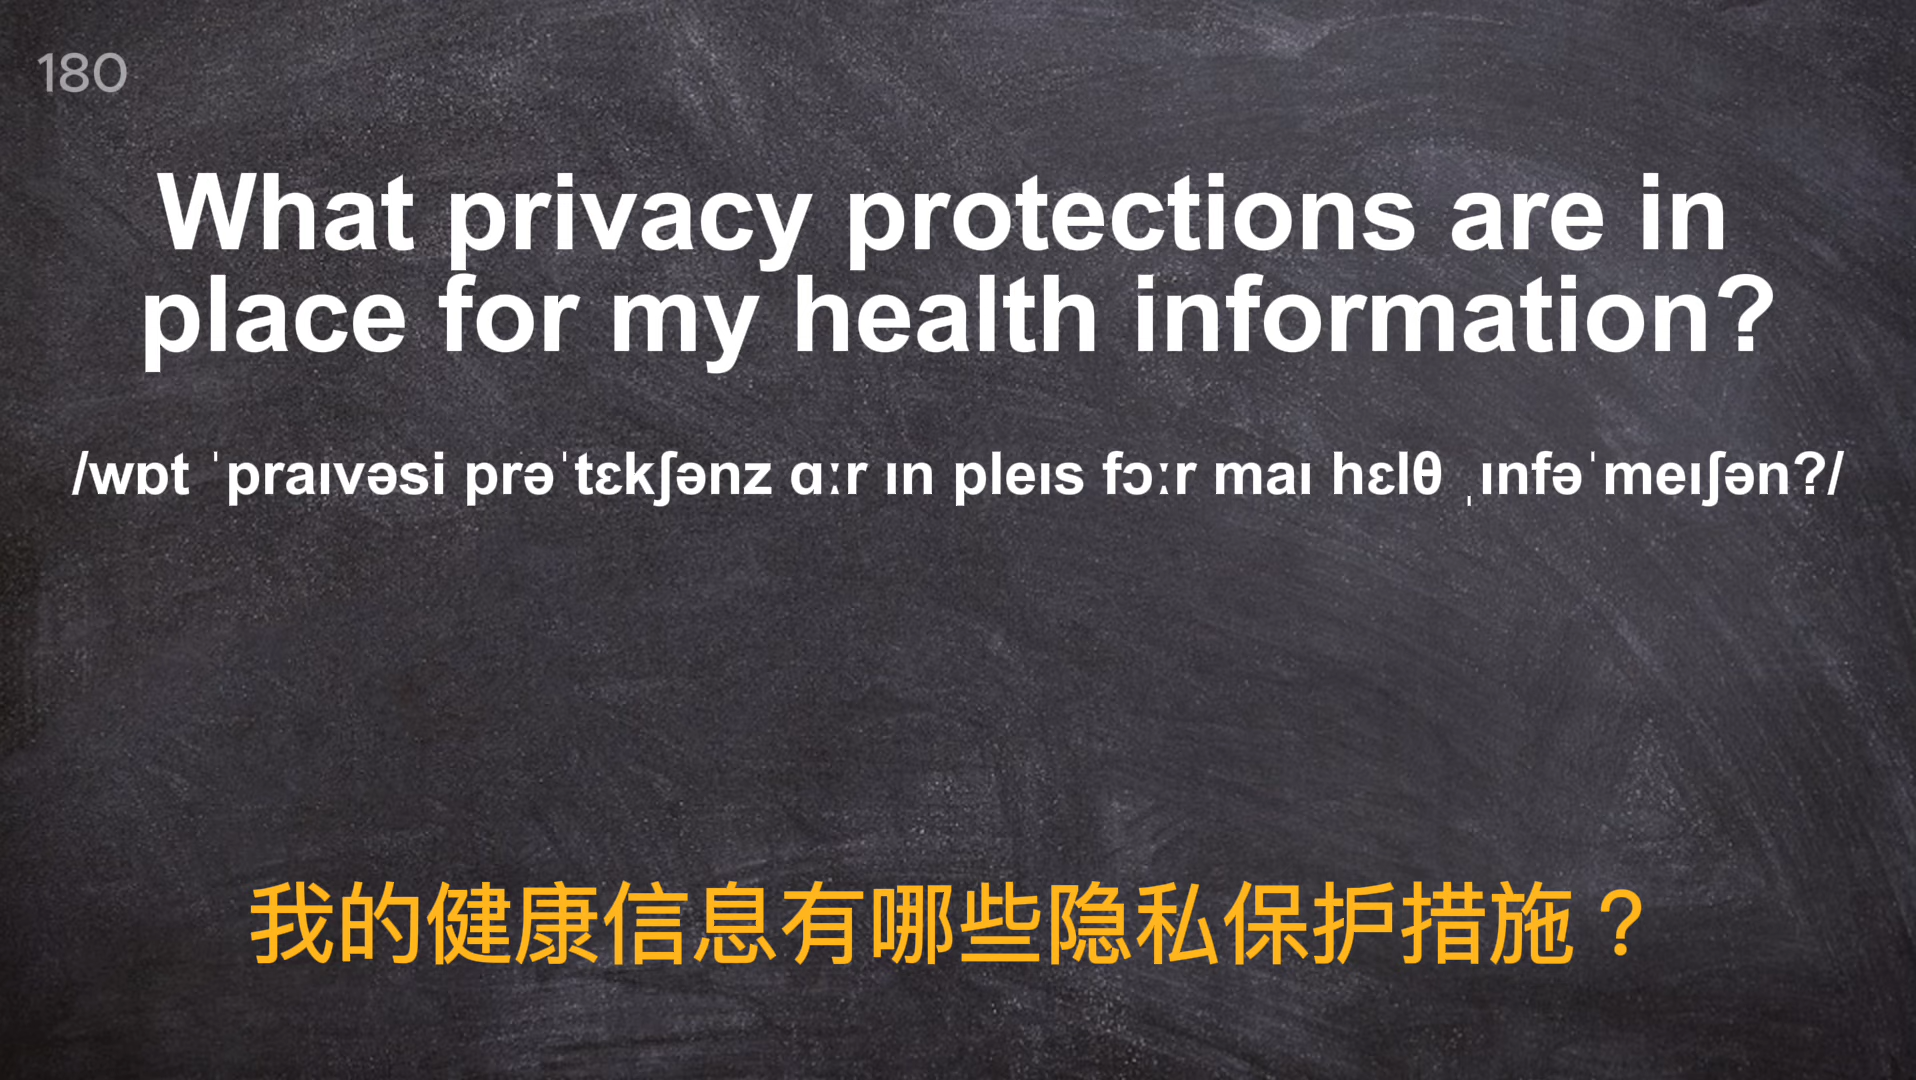 180
What privacy protections are in
place for my health information?
/wɒt ˈpraɪvəsi prəˈtɛkʃənz ɑːr ɪn pleɪs fɔːr maɪ hɛlθ ˌɪnfəˈmeɪʃən?/
我的健康信息有哪些隐私保护措施？